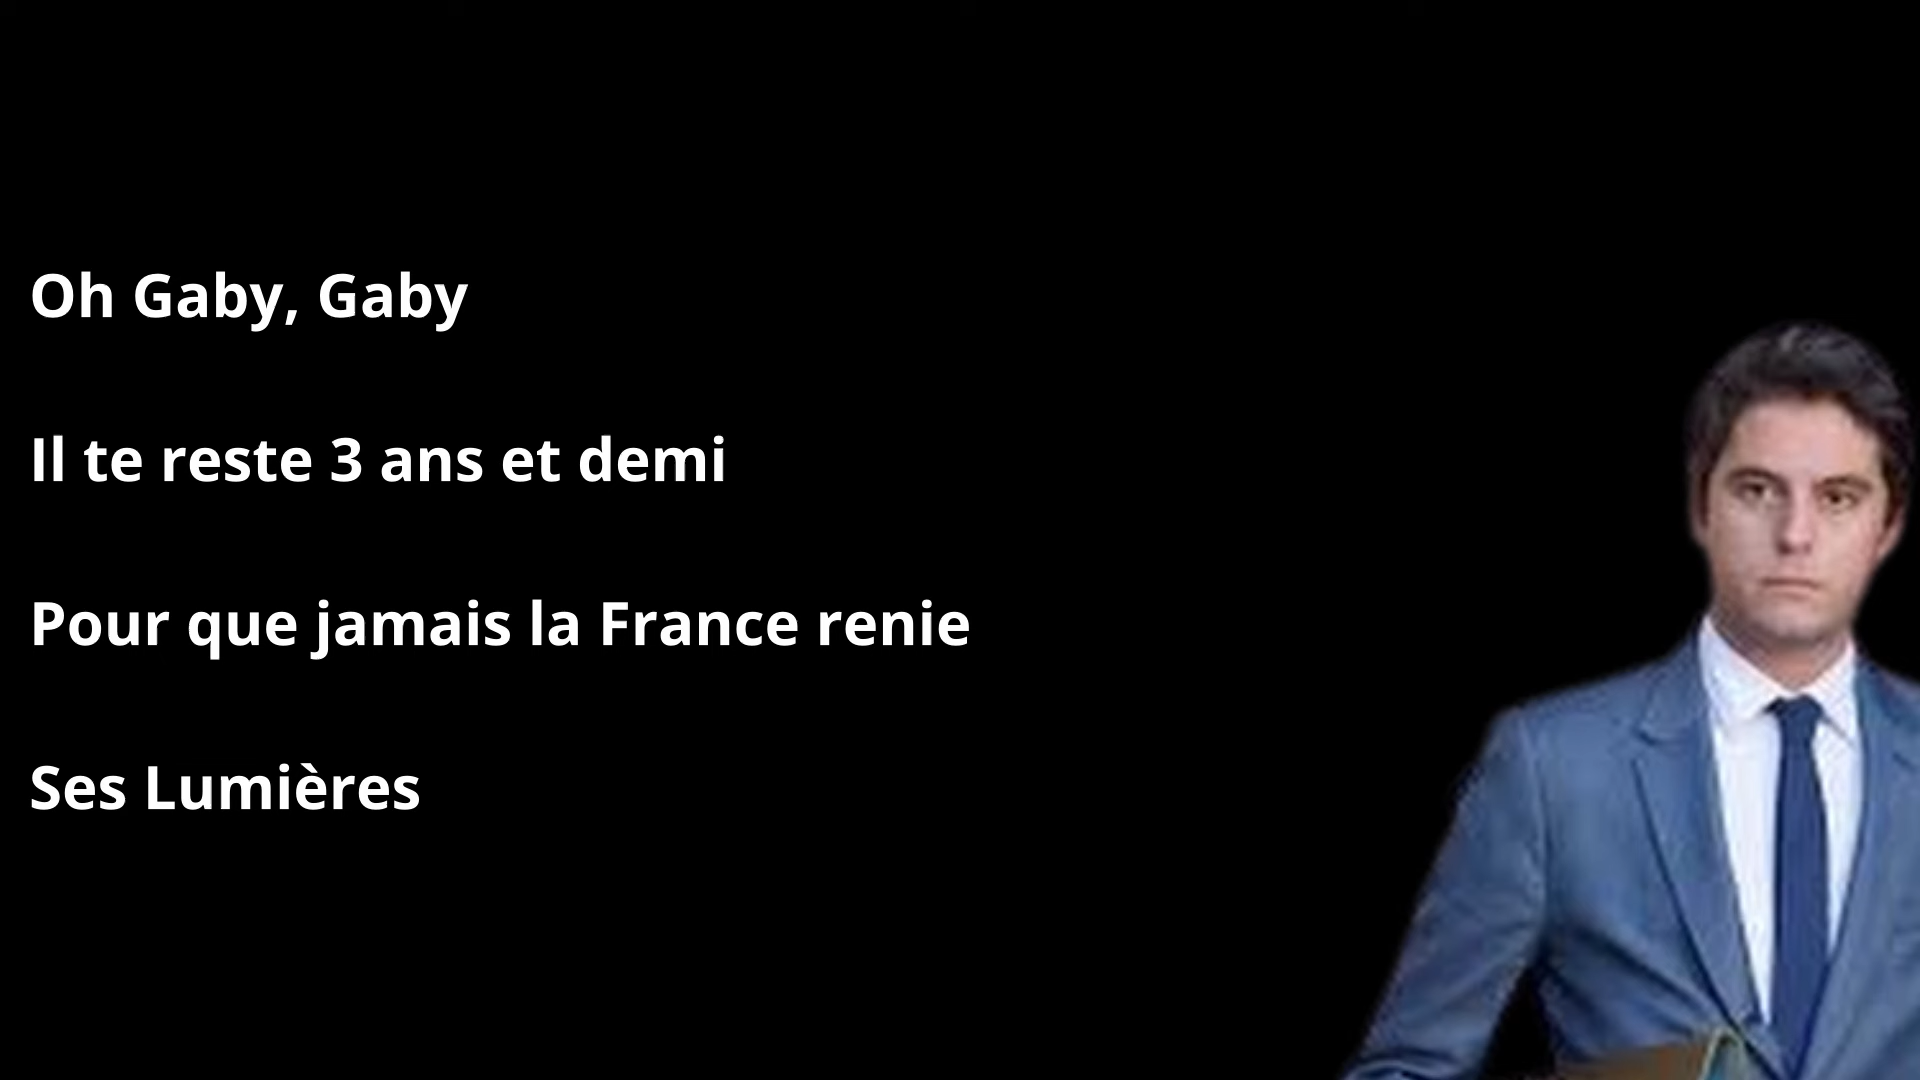 Oh Gaby, Gaby
Il te reste 3 ans et demi
Pour que jamais la France renie
Ses Lumières